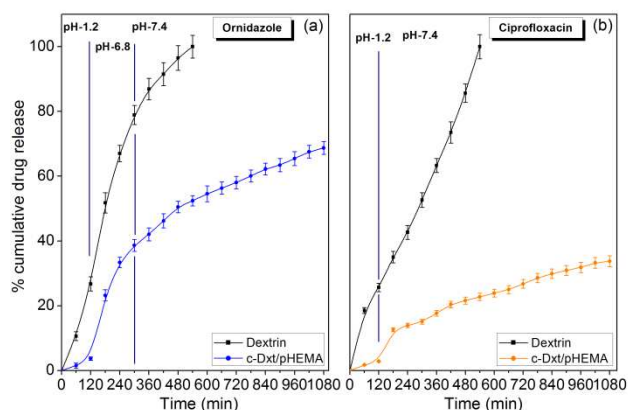 Ornidazole (a)
pH-1.2 pH-7.4
pH-6.8
Dextrin
c-Dxt/pHEMA
% cumulative drug release
100
80
60
40
20
0
0 120 240 360 480 600 720 840 960 1080
Time (min)
Ciprofloxacin (b)
pH-1.2 pH-7.4
Dextrin
c-Dxt/pHEMA
0 120 240 360 480 600 720 840 960 1080
Time (min)